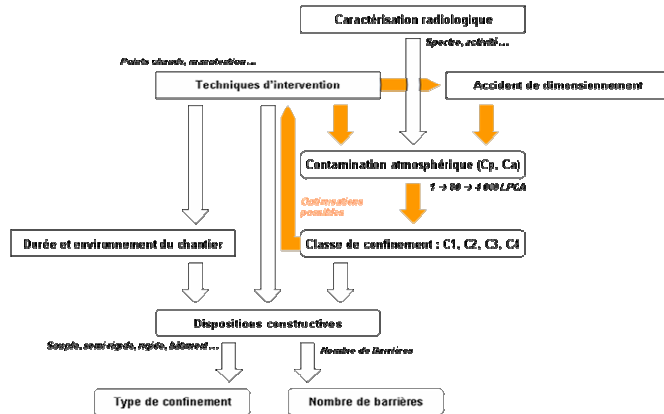 Caractérisation radiologique
Spectre, activité...
Points chauds, manutention...
Techniques d'intervention
Accident de dimensionnement
Contamination atmosphérique (Cp, Ca)
1 → 80 → 4 000 LPCA
Optimisations
possibles
Durée et environnement du chantier
Classe de confinement : C1, C2, C3, C4
Dispositions constructives
Souple, semi-rigide, rigide, bâtiment...
Nombre de Barrières
Type de confinement
Nombre de barrières